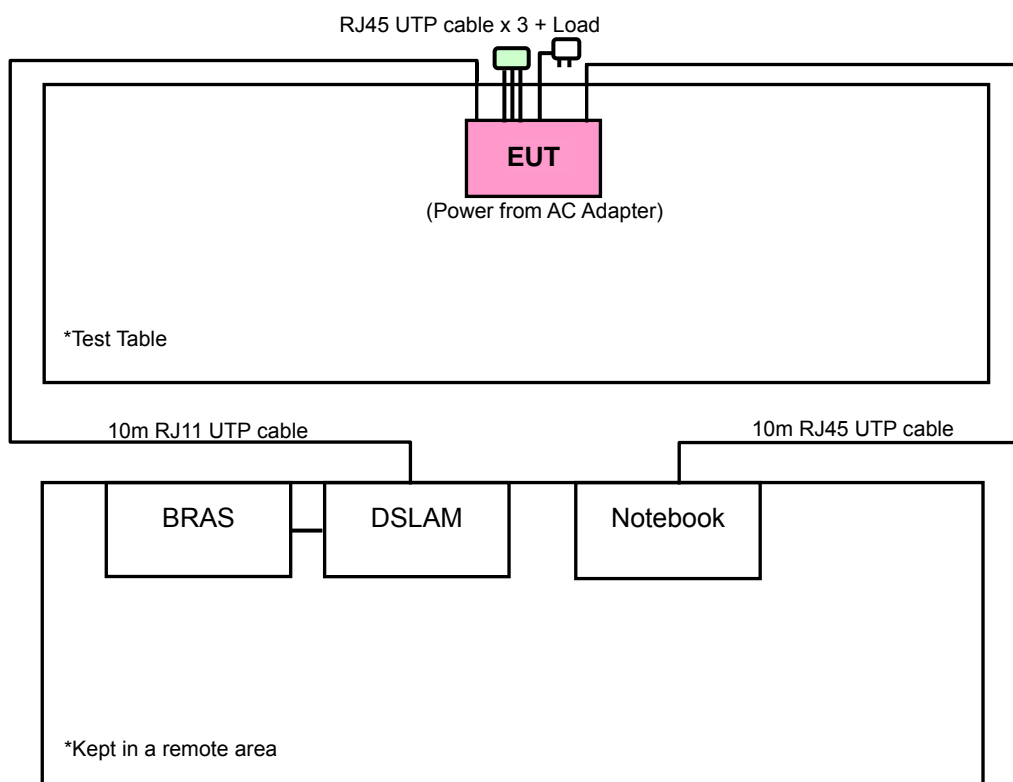 RJ45 UTP cable x 3 + Load
EUT
(Power from AC Adapter)
*Test Table
10m RJ11 UTP cable
10m RJ45 UTP cable
BRAS
DSLAM
Notebook
*Kept in a remote area